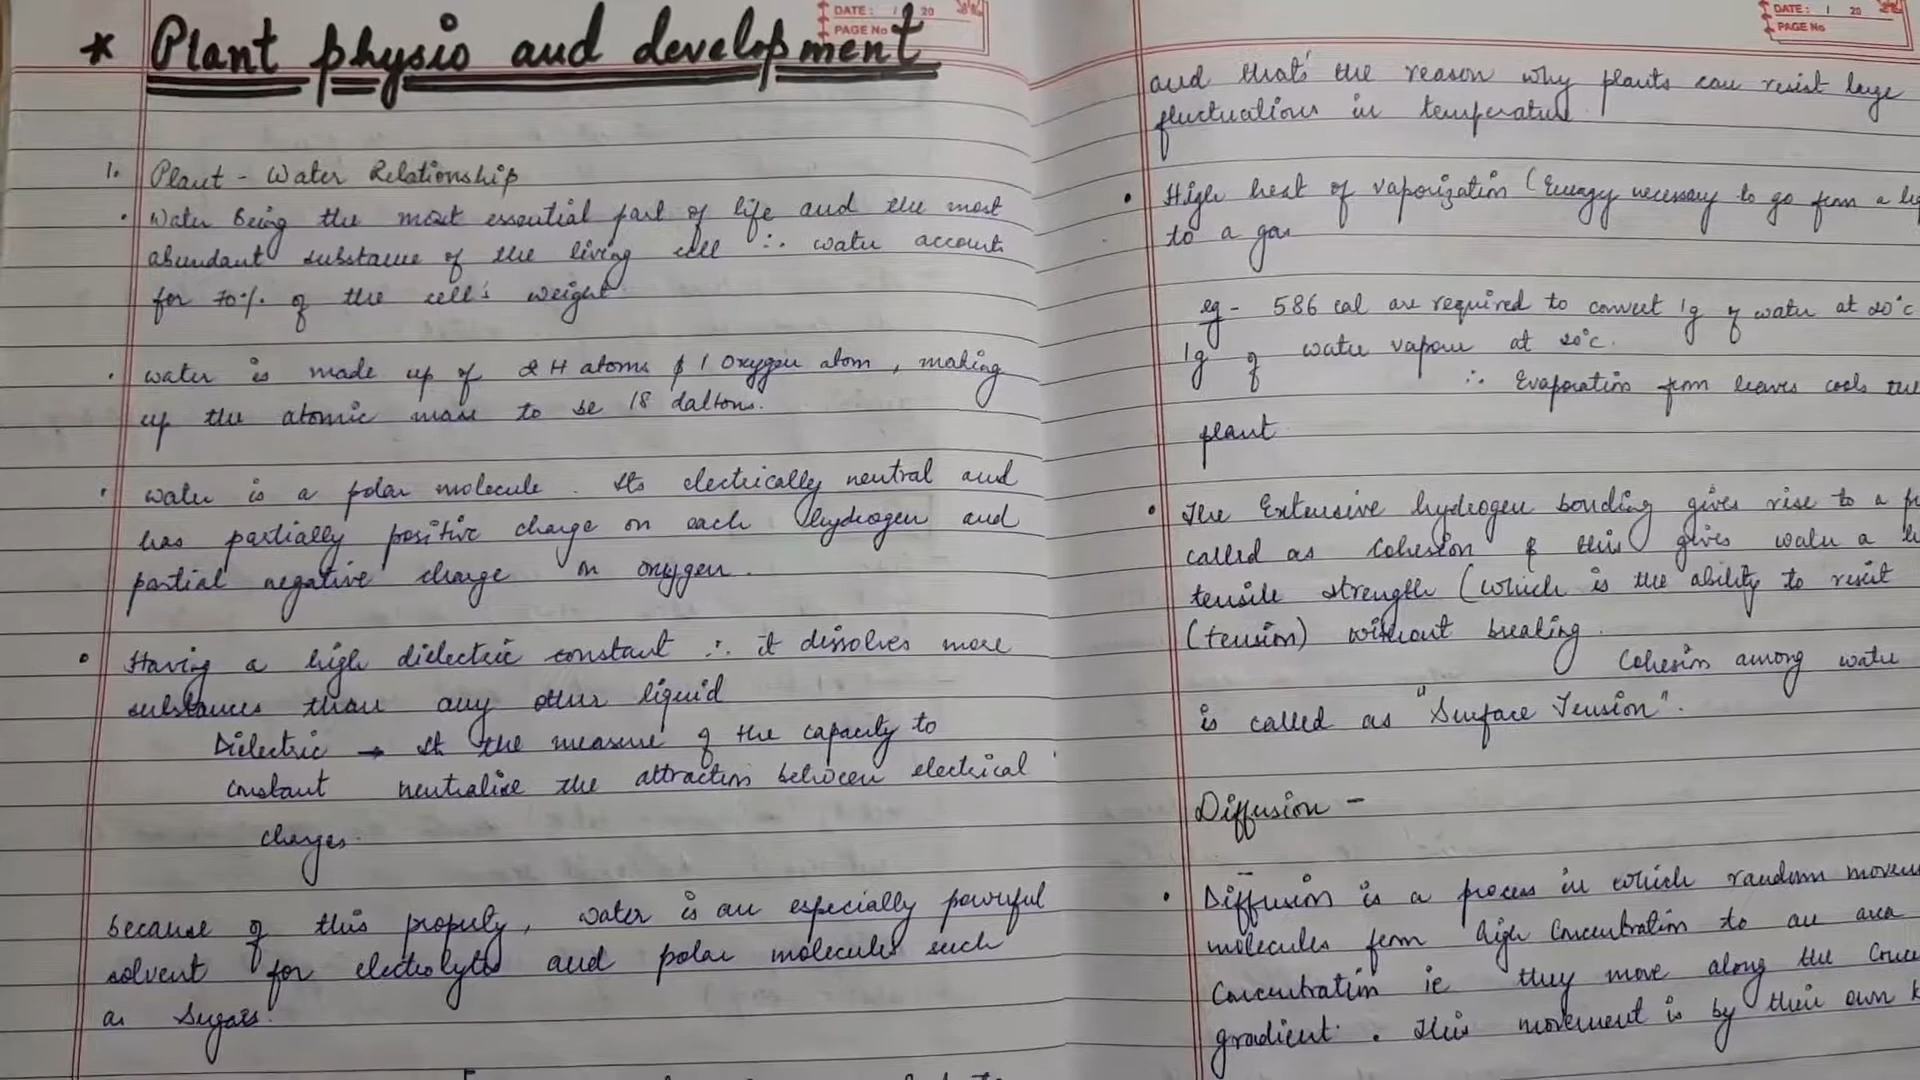 DATE: / 20
PAGE No
* Plant physio and development
1. Plant - Water Relationship
· Water Being the most essential part of life and the most
abundant substance of the living cell ∴ water accounts
for 70% of the cell's weight
· water is made up of 2 H atoms & 1 Oxygen atom, making
up the atomic mass to be 18 daltons.
· water is a polar molecule. Its electrically neutral and
has partially positive charge on each hydrogen and
partial negative charge on oxygen.
· Having a high dielectric constant ∴ it dissolves more
substances than any other liquid
Dielectric → It the measure of the capacity to
constant neutralise the attraction between electrical
charges.
because of this property, water is an especially powerful
solvent for electrolytes and polar molecules such
as sugars.
DATE: / 20
PAGE No
and that's the reason why plants can resist large
fluctuations in temperature.
· High heat of vaporization (Energy necessary to go from a
to a gas
eg - 586 cal are required to convert 1g of water at 20°c
1g of water vapour at 20°c.
∴ Evaporation from leaves cools the
plant
· The Extensive hydrogen bonding gives rise to a
called as Cohesion & this gives water a
tensile strength (which is the ability to resist
(tension) without breaking.
Cohesion among water
is called as "Surface Tension".
Diffusion -
· Diffusion is a process in which random
molecules from high Concentration to an area
Concentration ie they move along the
gradient. This movement is by their own